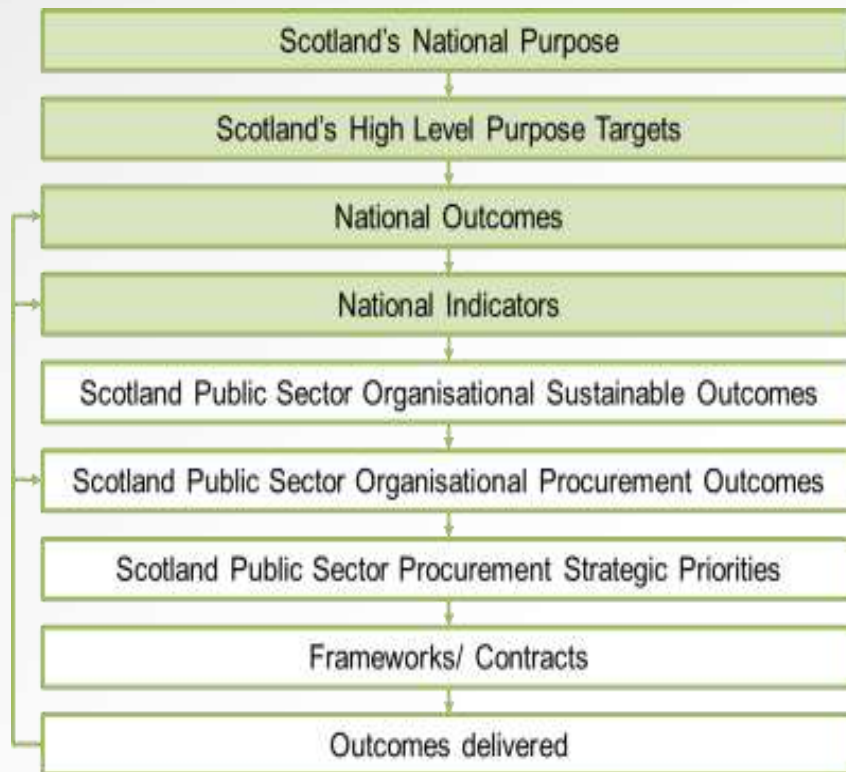 Scotland's National Purpose
Scotland's High Level Purpose Targets
National Outcomes
National Indicators
Scotland Public Sector Organisational Sustainable Outcomes
Scotland Public Sector Organisational Procurement Outcomes
Scotland Public Sector Procurement Strategic Priorities
Frameworks/ Contracts
Outcomes delivered